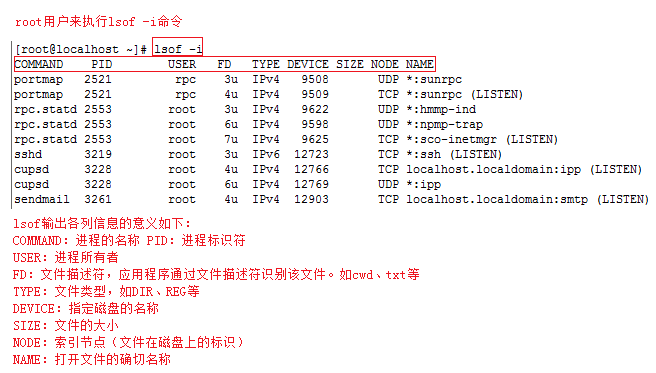 root用户来执行lsof -i命令
[root@localhost ~]# lsof -i
COMMAND PID USER FD TYPE DEVICE SIZE NODE NAME
portmap 2521 rpc 3u IPv4 9508 UDP *:sunrpc
portmap 2521 rpc 4u IPv4 9509 TCP *:sunrpc (LISTEN)
rpc.statd 2553 root 3u IPv4 9622 UDP *:hmmp-ind
rpc.statd 2553 root 6u IPv4 9598 UDP *:npmp-trap
rpc.statd 2553 root 7u IPv4 9625 TCP *:sco-inetmgr (LISTEN)
sshd 3219 root 3u IPv6 12723 TCP *:ssh (LISTEN)
cupsd 3228 root 4u IPv4 12766 TCP localhost.localdomain:ipp (LISTEN)
cupsd 3228 root 6u IPv4 12769 UDP *:ipp
sendmail 3261 root 4u IPv4 12903 TCP localhost.localdomain:smtp (LISTEN)
lsof输出各列信息的意义如下:
COMMAND: 进程的名称 PID: 进程标识符
USER: 进程所有者
FD: 文件描述符，应用程序通过文件描述符识别该文件。如cwd、txt等
TYPE: 文件类型，如DIR、REG等
DEVICE: 指定磁盘的名称
SIZE: 文件的大小
NODE: 索引节点（文件在磁盘上的标识）
NAME: 打开文件的确切名称